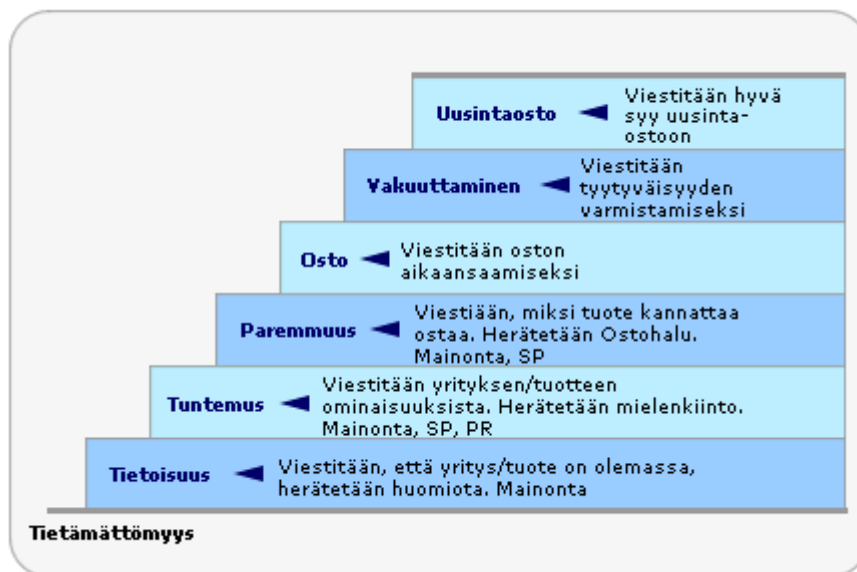 Uusintaosto
Viestitään hyvä
syy uusinta-
ostoon
Vakuuttaminen
Viestitään
tyytyväisyyden
varmistamiseksi
Osto
Viestitään oston
aikaansaamiseksi
Paremmuus
Viestiään, miksi tuote kannattaa
ostaa. Herätetään Ostohalu.
Mainonta, SP
Tuntemus
Viestitään yrityksen/tuotteen
ominaisuuksista. Herätetään mielenkiinto.
Mainonta, SP, PR
Tietoisuus
Viestitään, että yritys/tuote on olemassa,
herätetään huomiota. Mainonta
Tietämättömyys